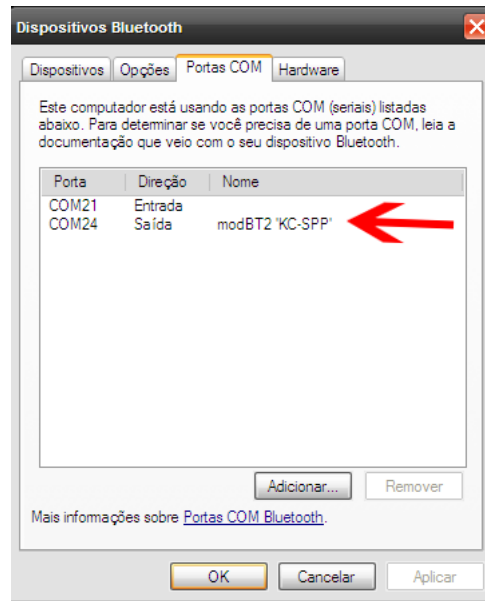 Dispositivos Bluetooth
Dispositivos Opções Portas COM Hardware
Este computador está usando as portas COM (seriais) listadas
abaixo. Para determinar se você precisa de uma porta COM, leia a
documentação que veio com o seu dispositivo Bluetooth.
Porta Direção Nome
COM21 Entrada
COM24 Saída modBT2 'KC-SPP'
Adicionar... Remover
Mais informações sobre Portas COM Bluetooth.
OK Cancelar Aplicar